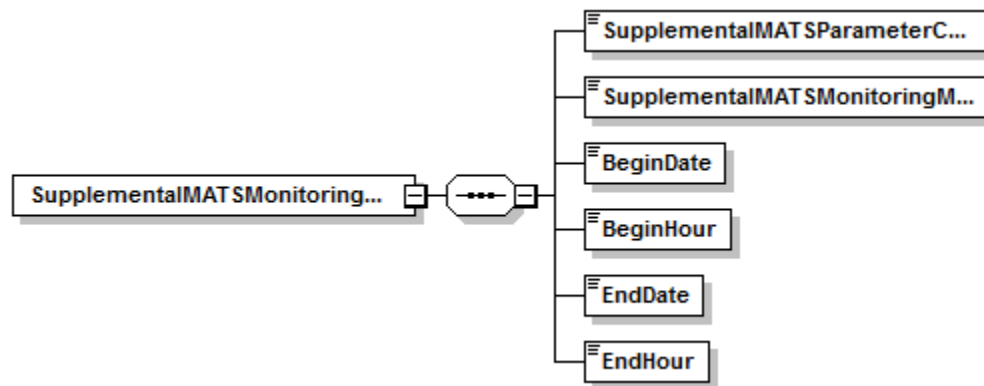 SupplementalMATSParameterC...
SupplementalMATSMonitoringM...
BeginDate
SupplementalMATSMonitoring...
BeginHour
EndDate
EndHour